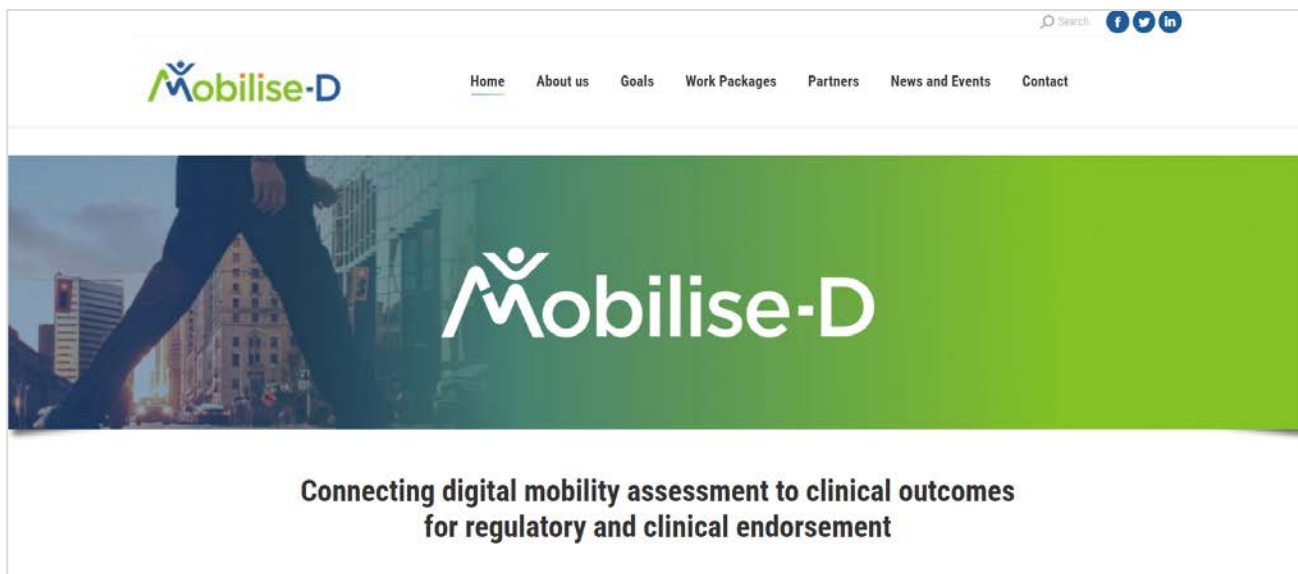 Search
Mobilise-D
Home About us Goals Work Packages Partners News and Events Contact
Mobilise-D
Connecting digital mobility assessment to clinical outcomes
for regulatory and clinical endorsement